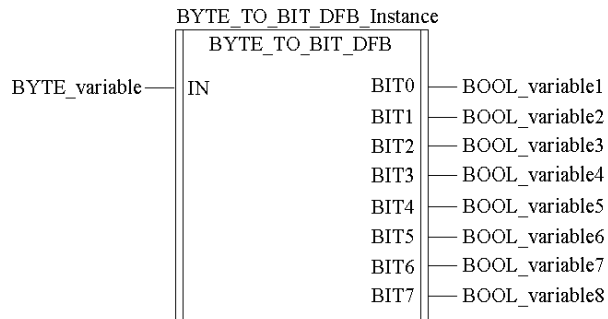 BYTE_TO_BIT_DFB_Instance
BYTE_TO_BIT_DFB
BYTE_variable IN BIT0 BOOL_variable1
BIT1 BOOL_variable2
BIT2 BOOL_variable3
BIT3 BOOL_variable4
BIT4 BOOL_variable5
BIT5 BOOL_variable6
BIT6 BOOL_variable7
BIT7 BOOL_variable8